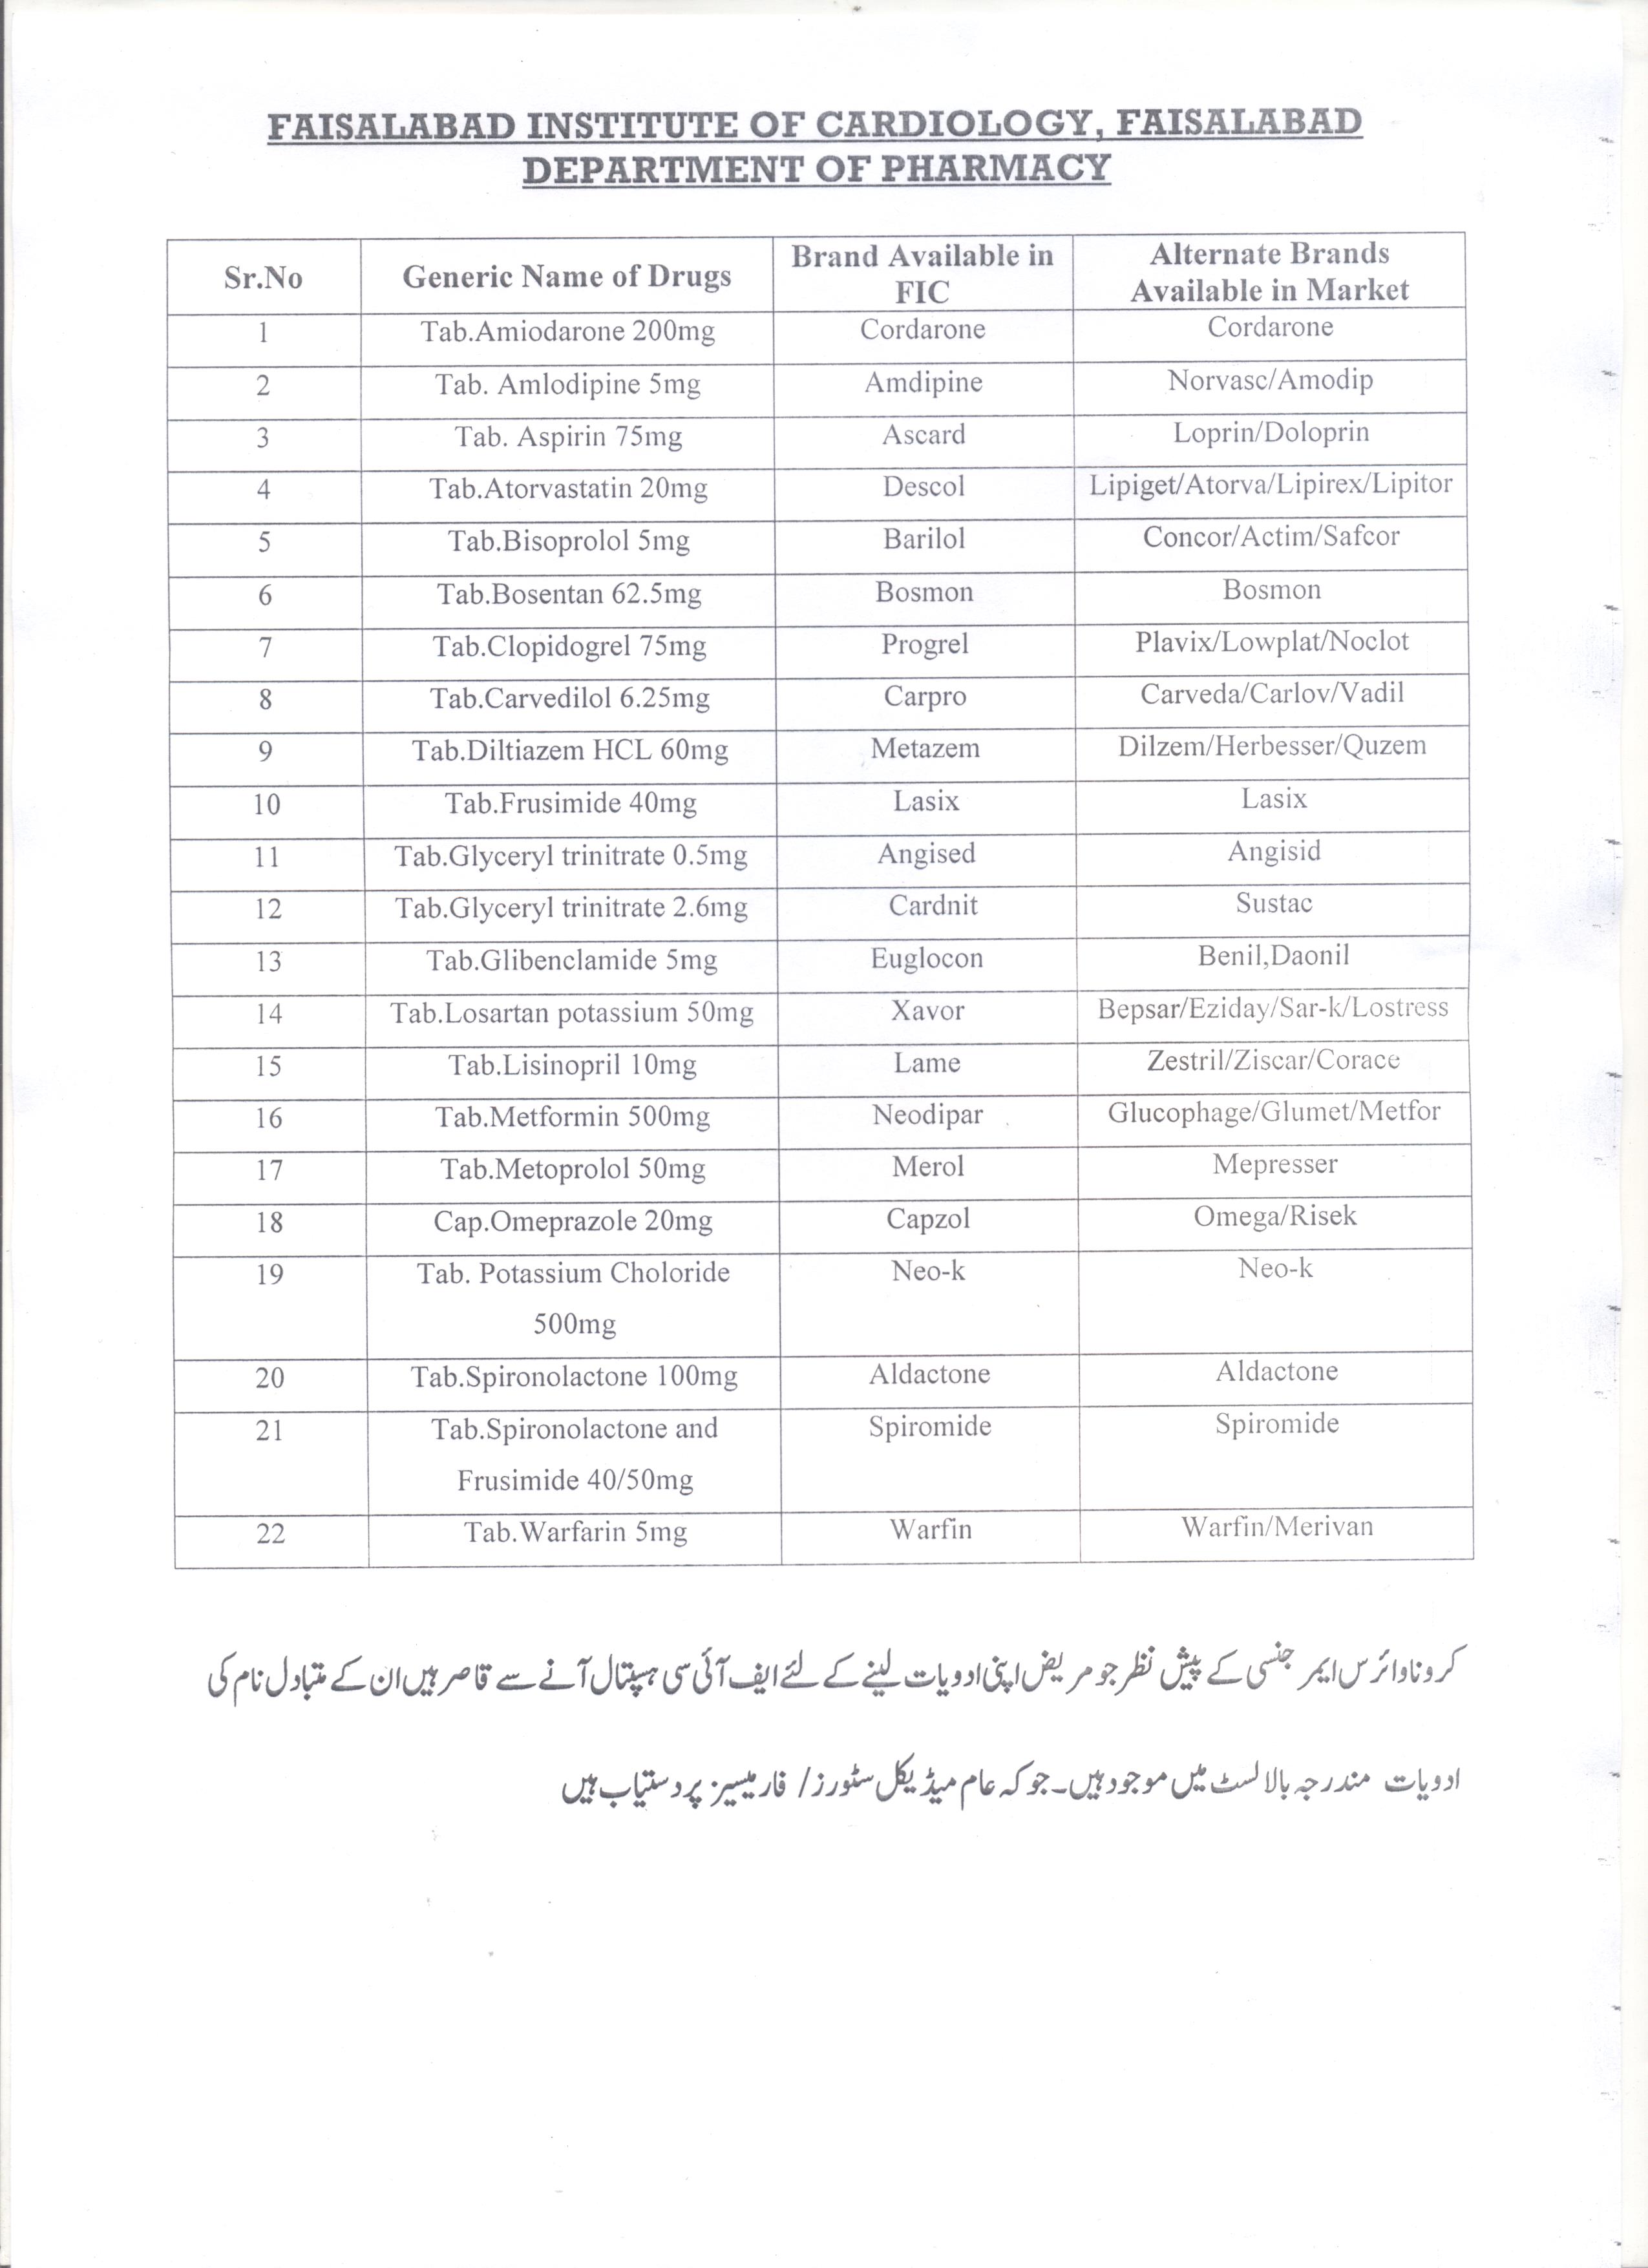 FAISALABAD INSTITUTE OF CARDIOLOGY, FAISALABAD
DEPARTMENT OF PHARMACY
Sr.No Generic Name of Drugs Brand Available in FIC Alternate Brands Available in Market
1 Tab.Amiodarone 200mg Cordarone Cordarone
2 Tab. Amlodipine 5mg Amdipine Norvasc/Amodip
3 Tab. Aspirin 75mg Ascard Loprin/Doloprin
4 Tab.Atorvastatin 20mg Descol Lipiget/Atorva/Lipirex/Lipitor
5 Tab.Bisoprolol 5mg Barilol Concor/Actim/Safcor
6 Tab.Bosentan 62.5mg Bosmon Bosmon
7 Tab.Clopidogrel 75mg Progrel Plavix/Lowplat/Noclot
8 Tab.Carvedilol 6.25mg Carpro Carveda/Carlov/Vadil
9 Tab.Diltiazem HCL 60mg Metazem Dilzem/Herbesser/Quzem
10 Tab.Frusimide 40mg Lasix Lasix
11 Tab.Glyceryl trinitrate 0.5mg Angised Angisid
12 Tab.Glyceryl trinitrate 2.6mg Cardnit Sustac
13 Tab.Glibenclamide 5mg Euglocon Benil,Daonil
14 Tab.Losartan potassium 50mg Xavor Bepsar/Eziday/Sar-k/Lostress
15 Tab.Lisinopril 10mg Lame Zestril/Ziscar/Corace
16 Tab.Metformin 500mg Neodipar Glucophage/Glumet/Metfor
17 Tab.Metoprolol 50mg Merol Mepresser
18 Cap.Omeprazole 20mg Capzol Omega/Risek
19 Tab. Potassium Choloride 500mg Neo-k Neo-k
20 Tab.Spironolactone 100mg Aldactone Aldactone
21 Tab.Spironolactone and Frusimide 40/50mg Spiromide Spiromide
22 Tab.Warfarin 5mg Warfin Warfin/Merivan
کرونا وائرس ایمر جنسی کے پیش نظر جو مریض اپنی ادویات لینے کے لئے ایف آئی سی ہسپتال آنے سے قاصر ہیں ان کے متبادل نام کی
ادویات مندرجہ بالا لسٹ میں موجود ہیں۔ جو کہ عام میڈیکل سٹورز/ فارمیسیز پر دستیاب ہیں